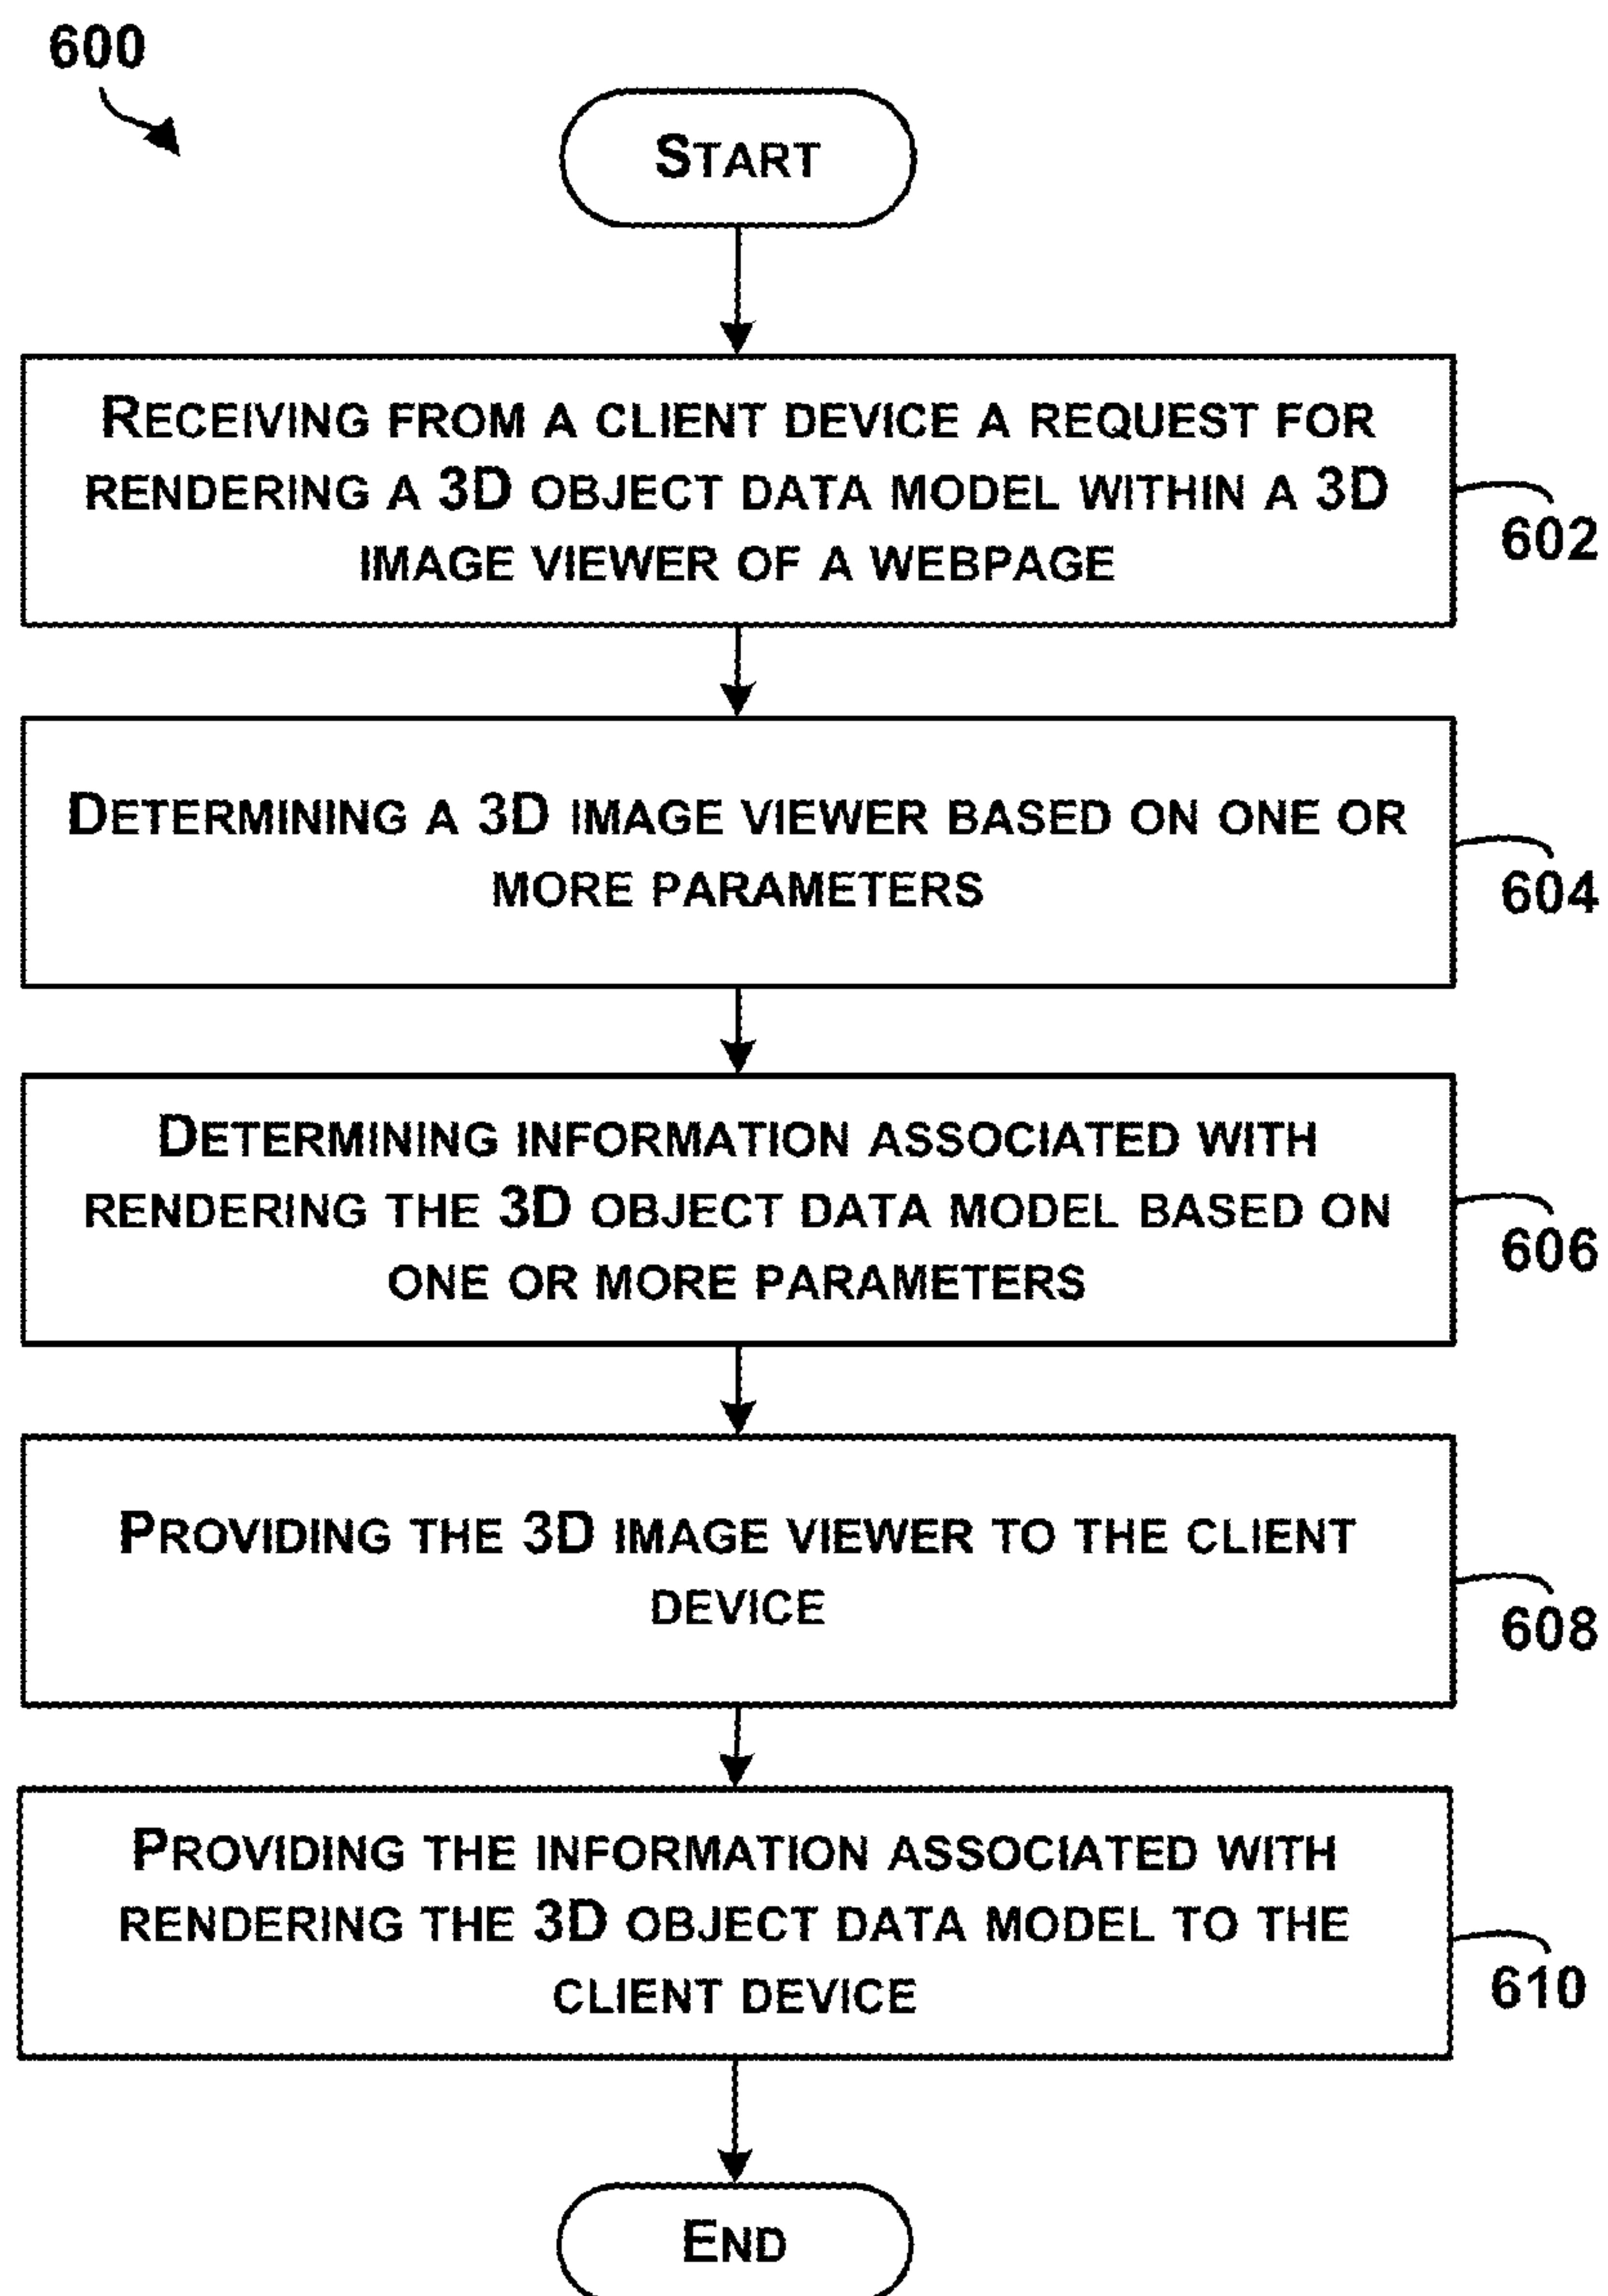 600
START
RECEIVING FROM A CLIENT DEVICE A REQUEST FOR
RENDERING A 3D OBJECT DATA MODEL WITHIN A 3D
IMAGE VIEWER OF A WEBPAGE
602
DETERMINING A 3D IMAGE VIEWER BASED ON ONE OR
MORE PARAMETERS
604
DETERMINING INFORMATION ASSOCIATED WITH
RENDERING THE 3D OBJECT DATA MODEL BASED ON
ONE OR MORE PARAMETERS
606
PROVIDING THE 3D IMAGE VIEWER TO THE CLIENT
DEVICE
608
PROVIDING THE INFORMATION ASSOCIATED WITH
RENDERING THE 3D OBJECT DATA MODEL TO THE
CLIENT DEVICE
610
END